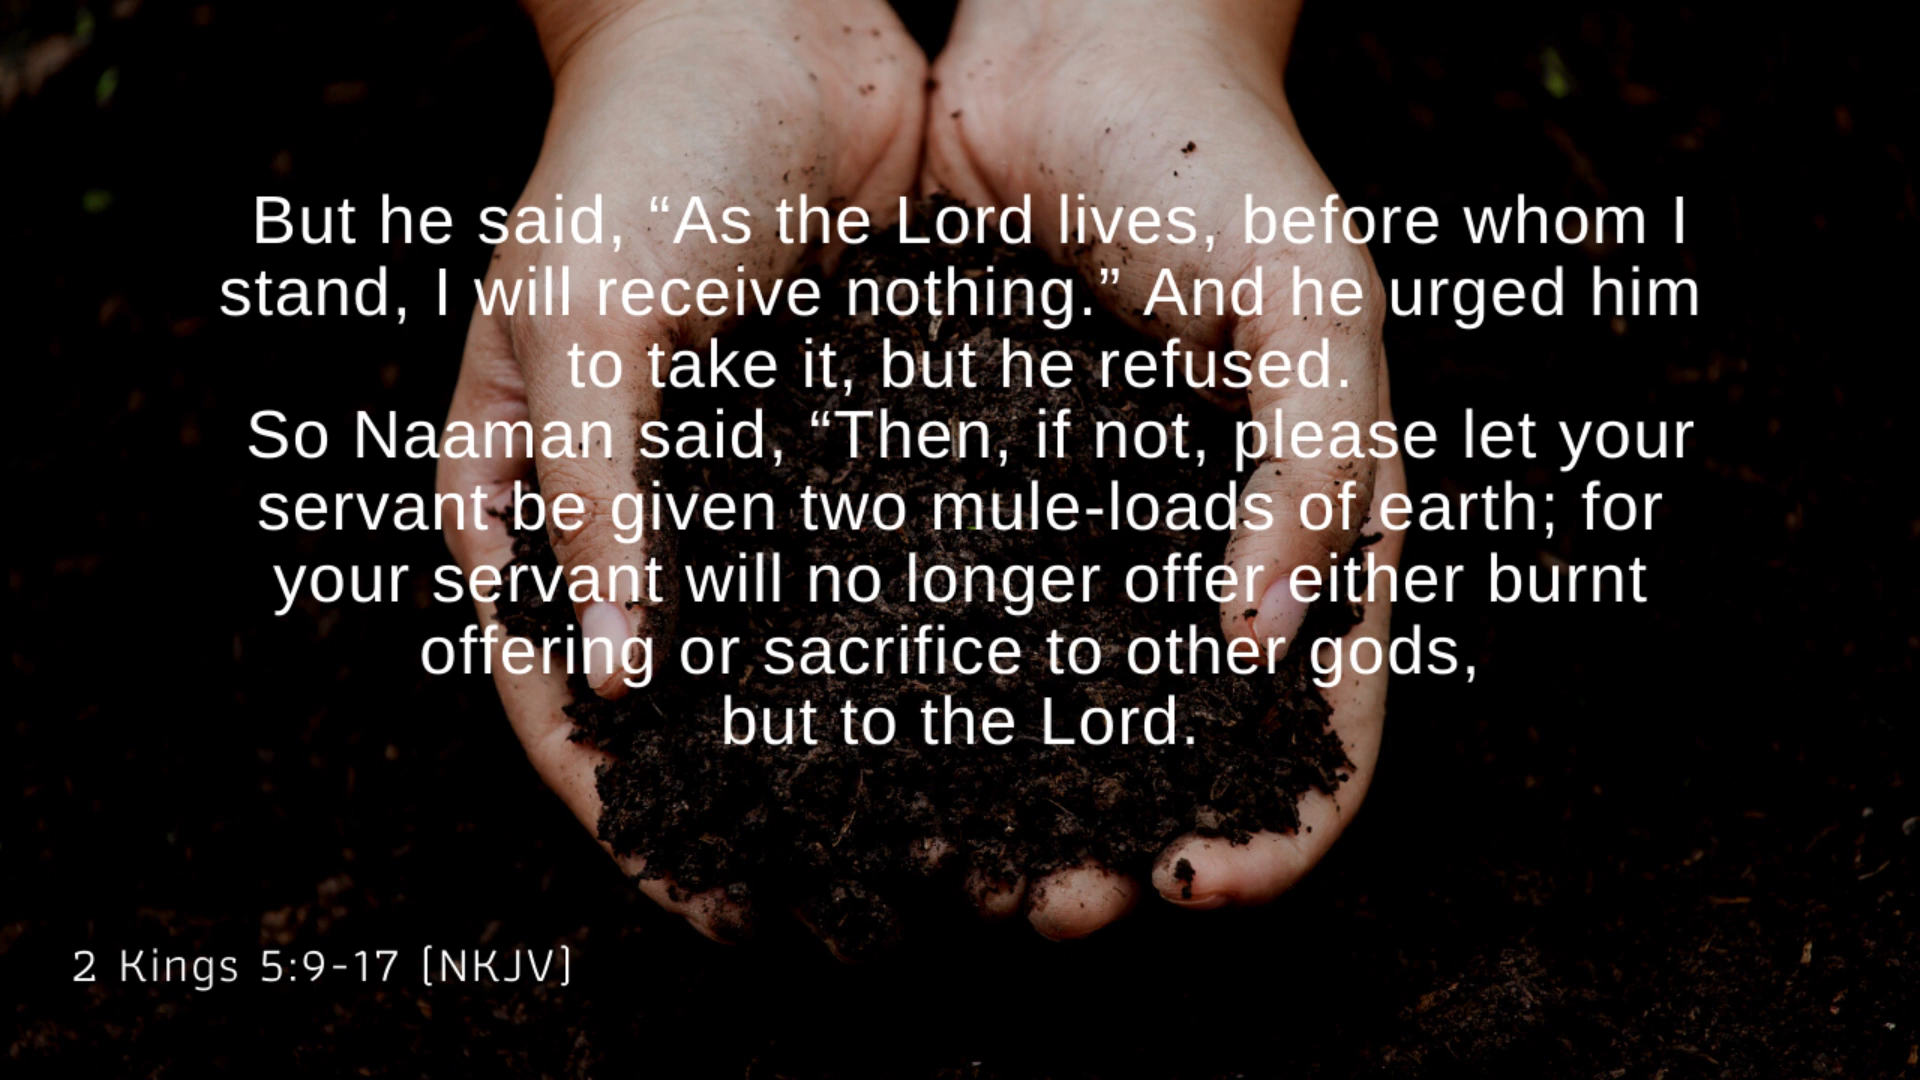 But he said, “As the Lord lives, before whom I
stand, I will receive nothing.” And he urged him
to take it, but he refused.
So Naaman said, “Then, if not, please let your
servant be given two mule-loads of earth; for
your servant will no longer offer either burnt
offering or sacrifice to other gods,
but to the Lord.
2 Kings 5:9-17 [NKJV]